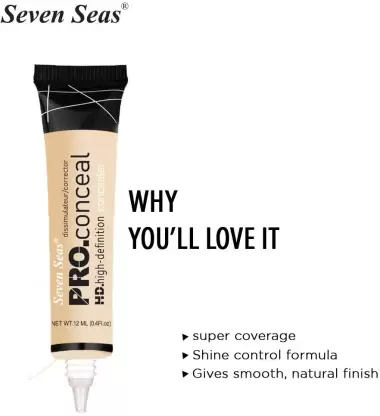 Seven Seas®
Seven Seas®
PRO.conceal
dissimulateur/corrector
HD.high-definition concealer
NET WT.12 ML (0.4Fl.oz)
WHY
YOU'LL LOVE IT
super coverage
Shine control formula
Gives smooth, natural finish